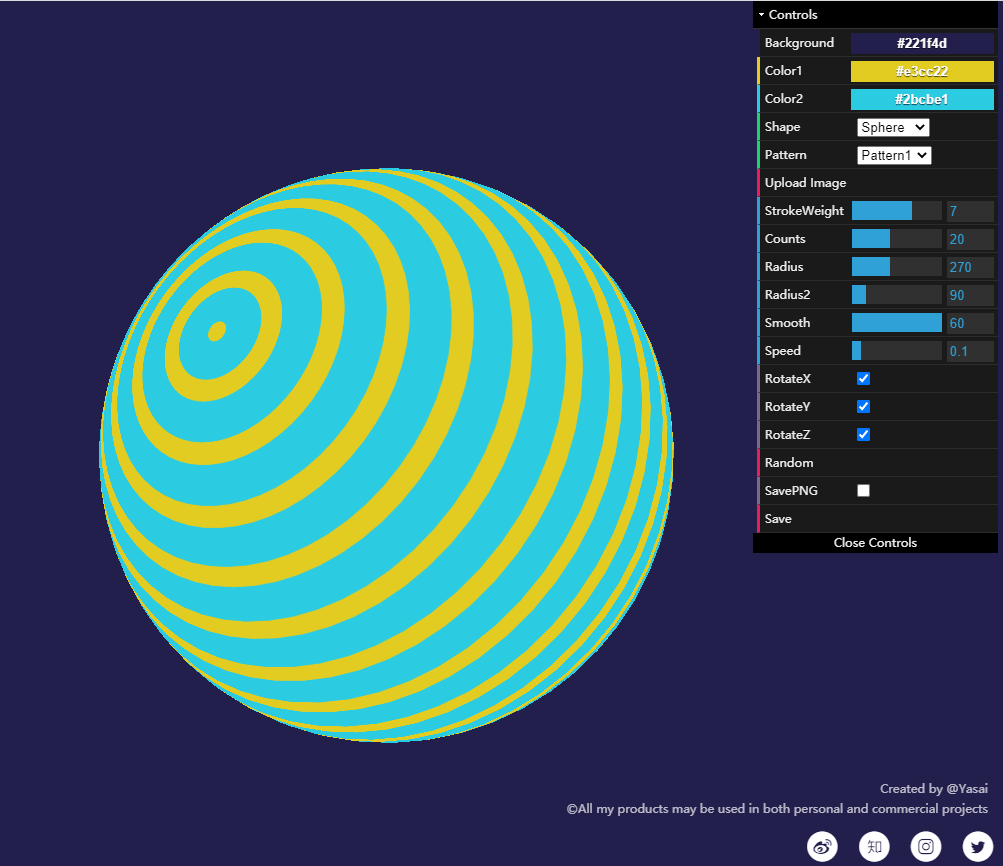 Controls
Background #221f4d
Color1 #e3cc22
Color2 #2bcbe1
Shape Sphere
Pattern Pattern1
Upload Image
StrokeWeight 7
Counts 20
Radius 270
Radius2 90
Smooth 60
Speed 0.1
RotateX
RotateY
RotateZ
Random
SavePNG
Save
Close Controls
Created by @Yasai
©All my products may be used in both personal and commercial projects
知